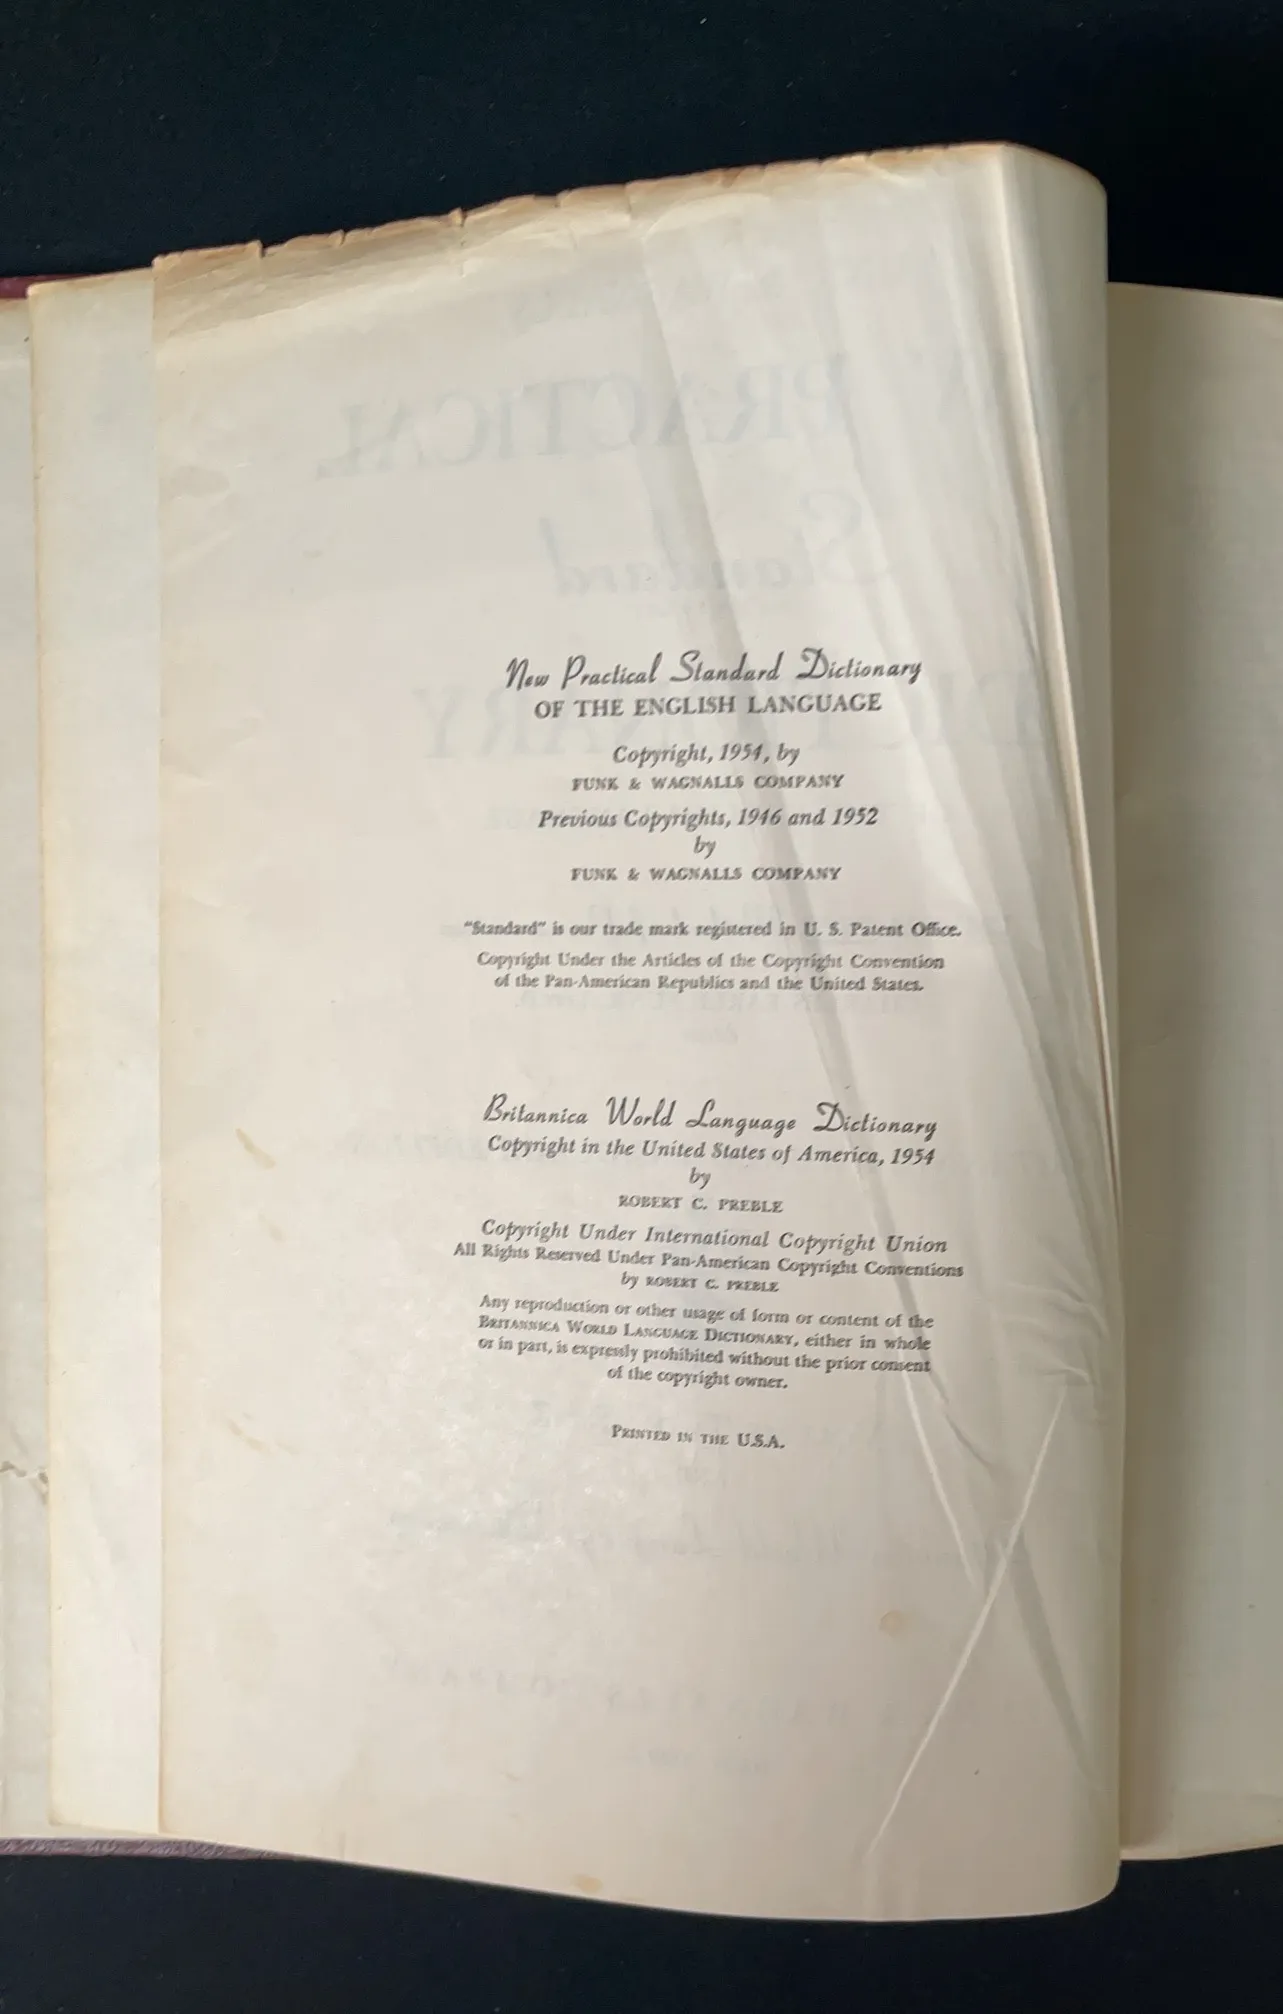 New Practical Standard Dictionary
OF THE ENGLISH LANGUAGE
Copyright, 1954, by
FUNK & WAGNALLS COMPANY
Previous Copyrights, 1946 and 1952
by
FUNK & WAGNALLS COMPANY
"Standard" is our trade mark registered in U. S. Patent Office.
Copyright Under the Articles of the Copyright Convention
of the Pan-American Republics and the United States.
Britannica World Language Dictionary
Copyright in the United States of America, 1954
by
ROBERT C. PREBLE
Copyright Under International Copyright Union
All Rights Reserved Under Pan-American Copyright Conventions
by ROBERT C. PREBLE
Any reproduction or other usage of form or content of the
BRITANNICA WORLD LANGUAGE DICTIONARY, either in whole
or in part, is expressly prohibited without the prior consent
of the copyright owner.
PRINTED IN THE U.S.A.